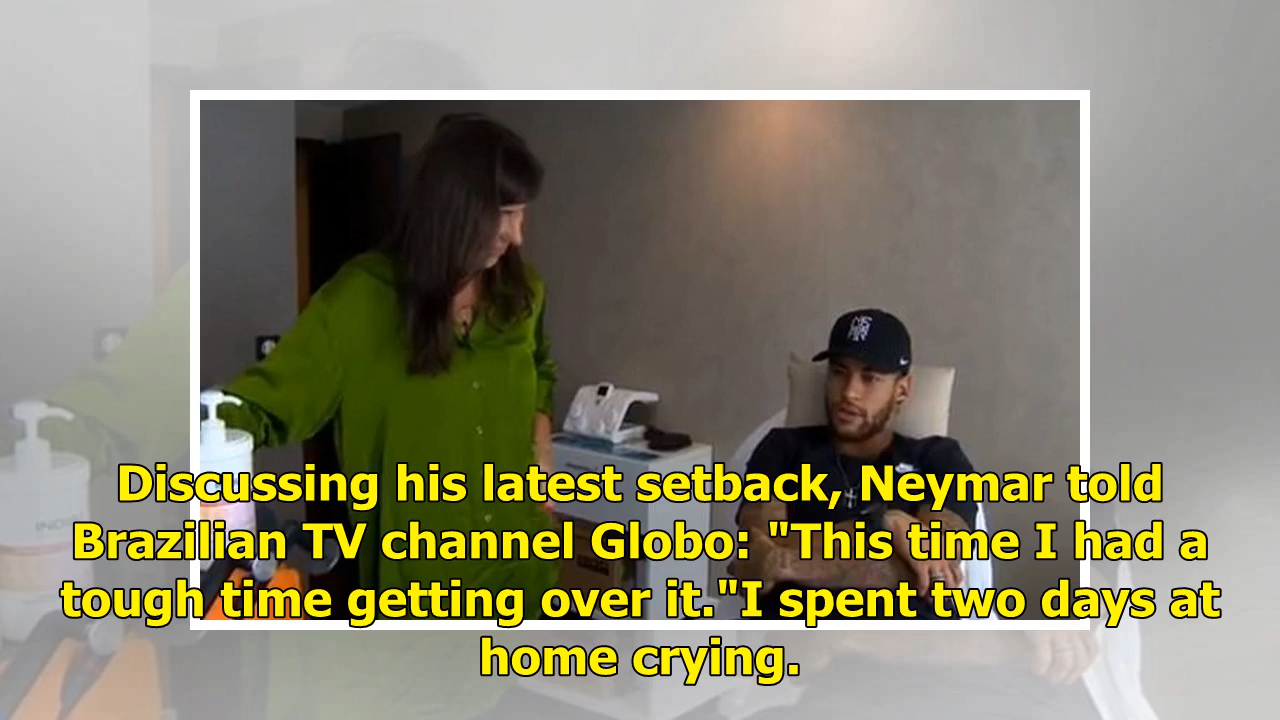 Discussing his latest setback, Neymar told
Brazilian TV channel Globo: "This time I had a
tough time getting over it."I spent two days at
home crying.